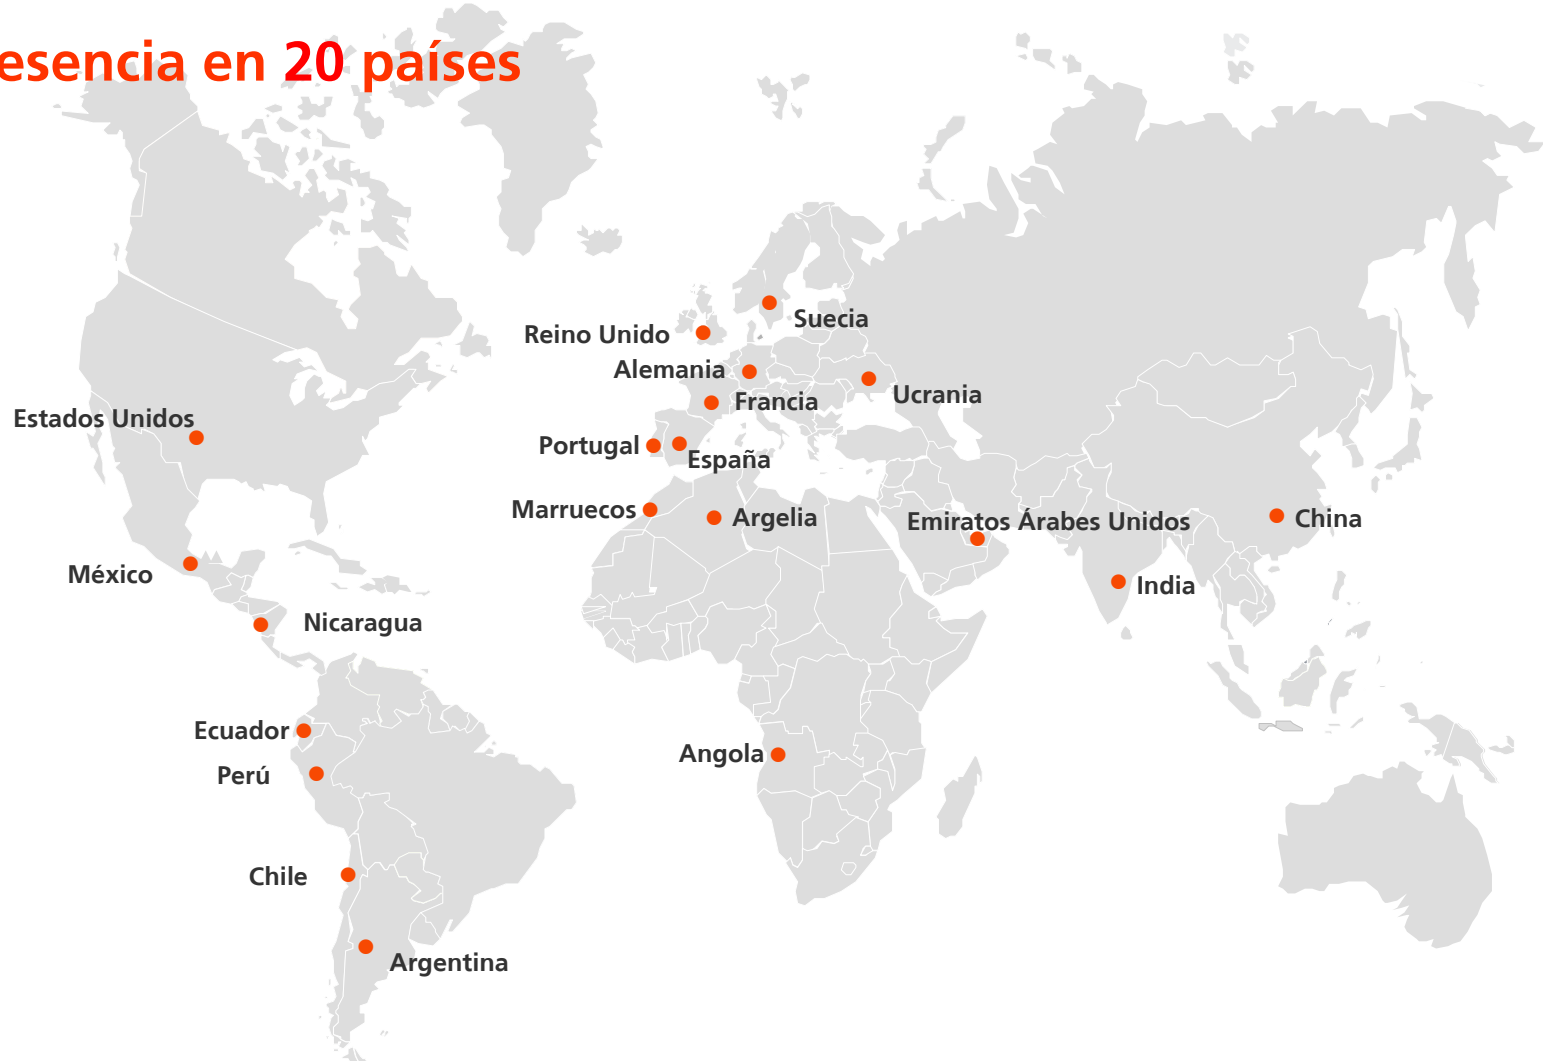 esencia en 20 países
Suecia
Reino Unido
Alemania
Ucrania
Francia
Estados Unidos
Portugal
España
Marruecos
Argelia
Emiratos Árabes Unidos
China
México
India
Nicaragua
Ecuador
Angola
Perú
Chile
Argentina